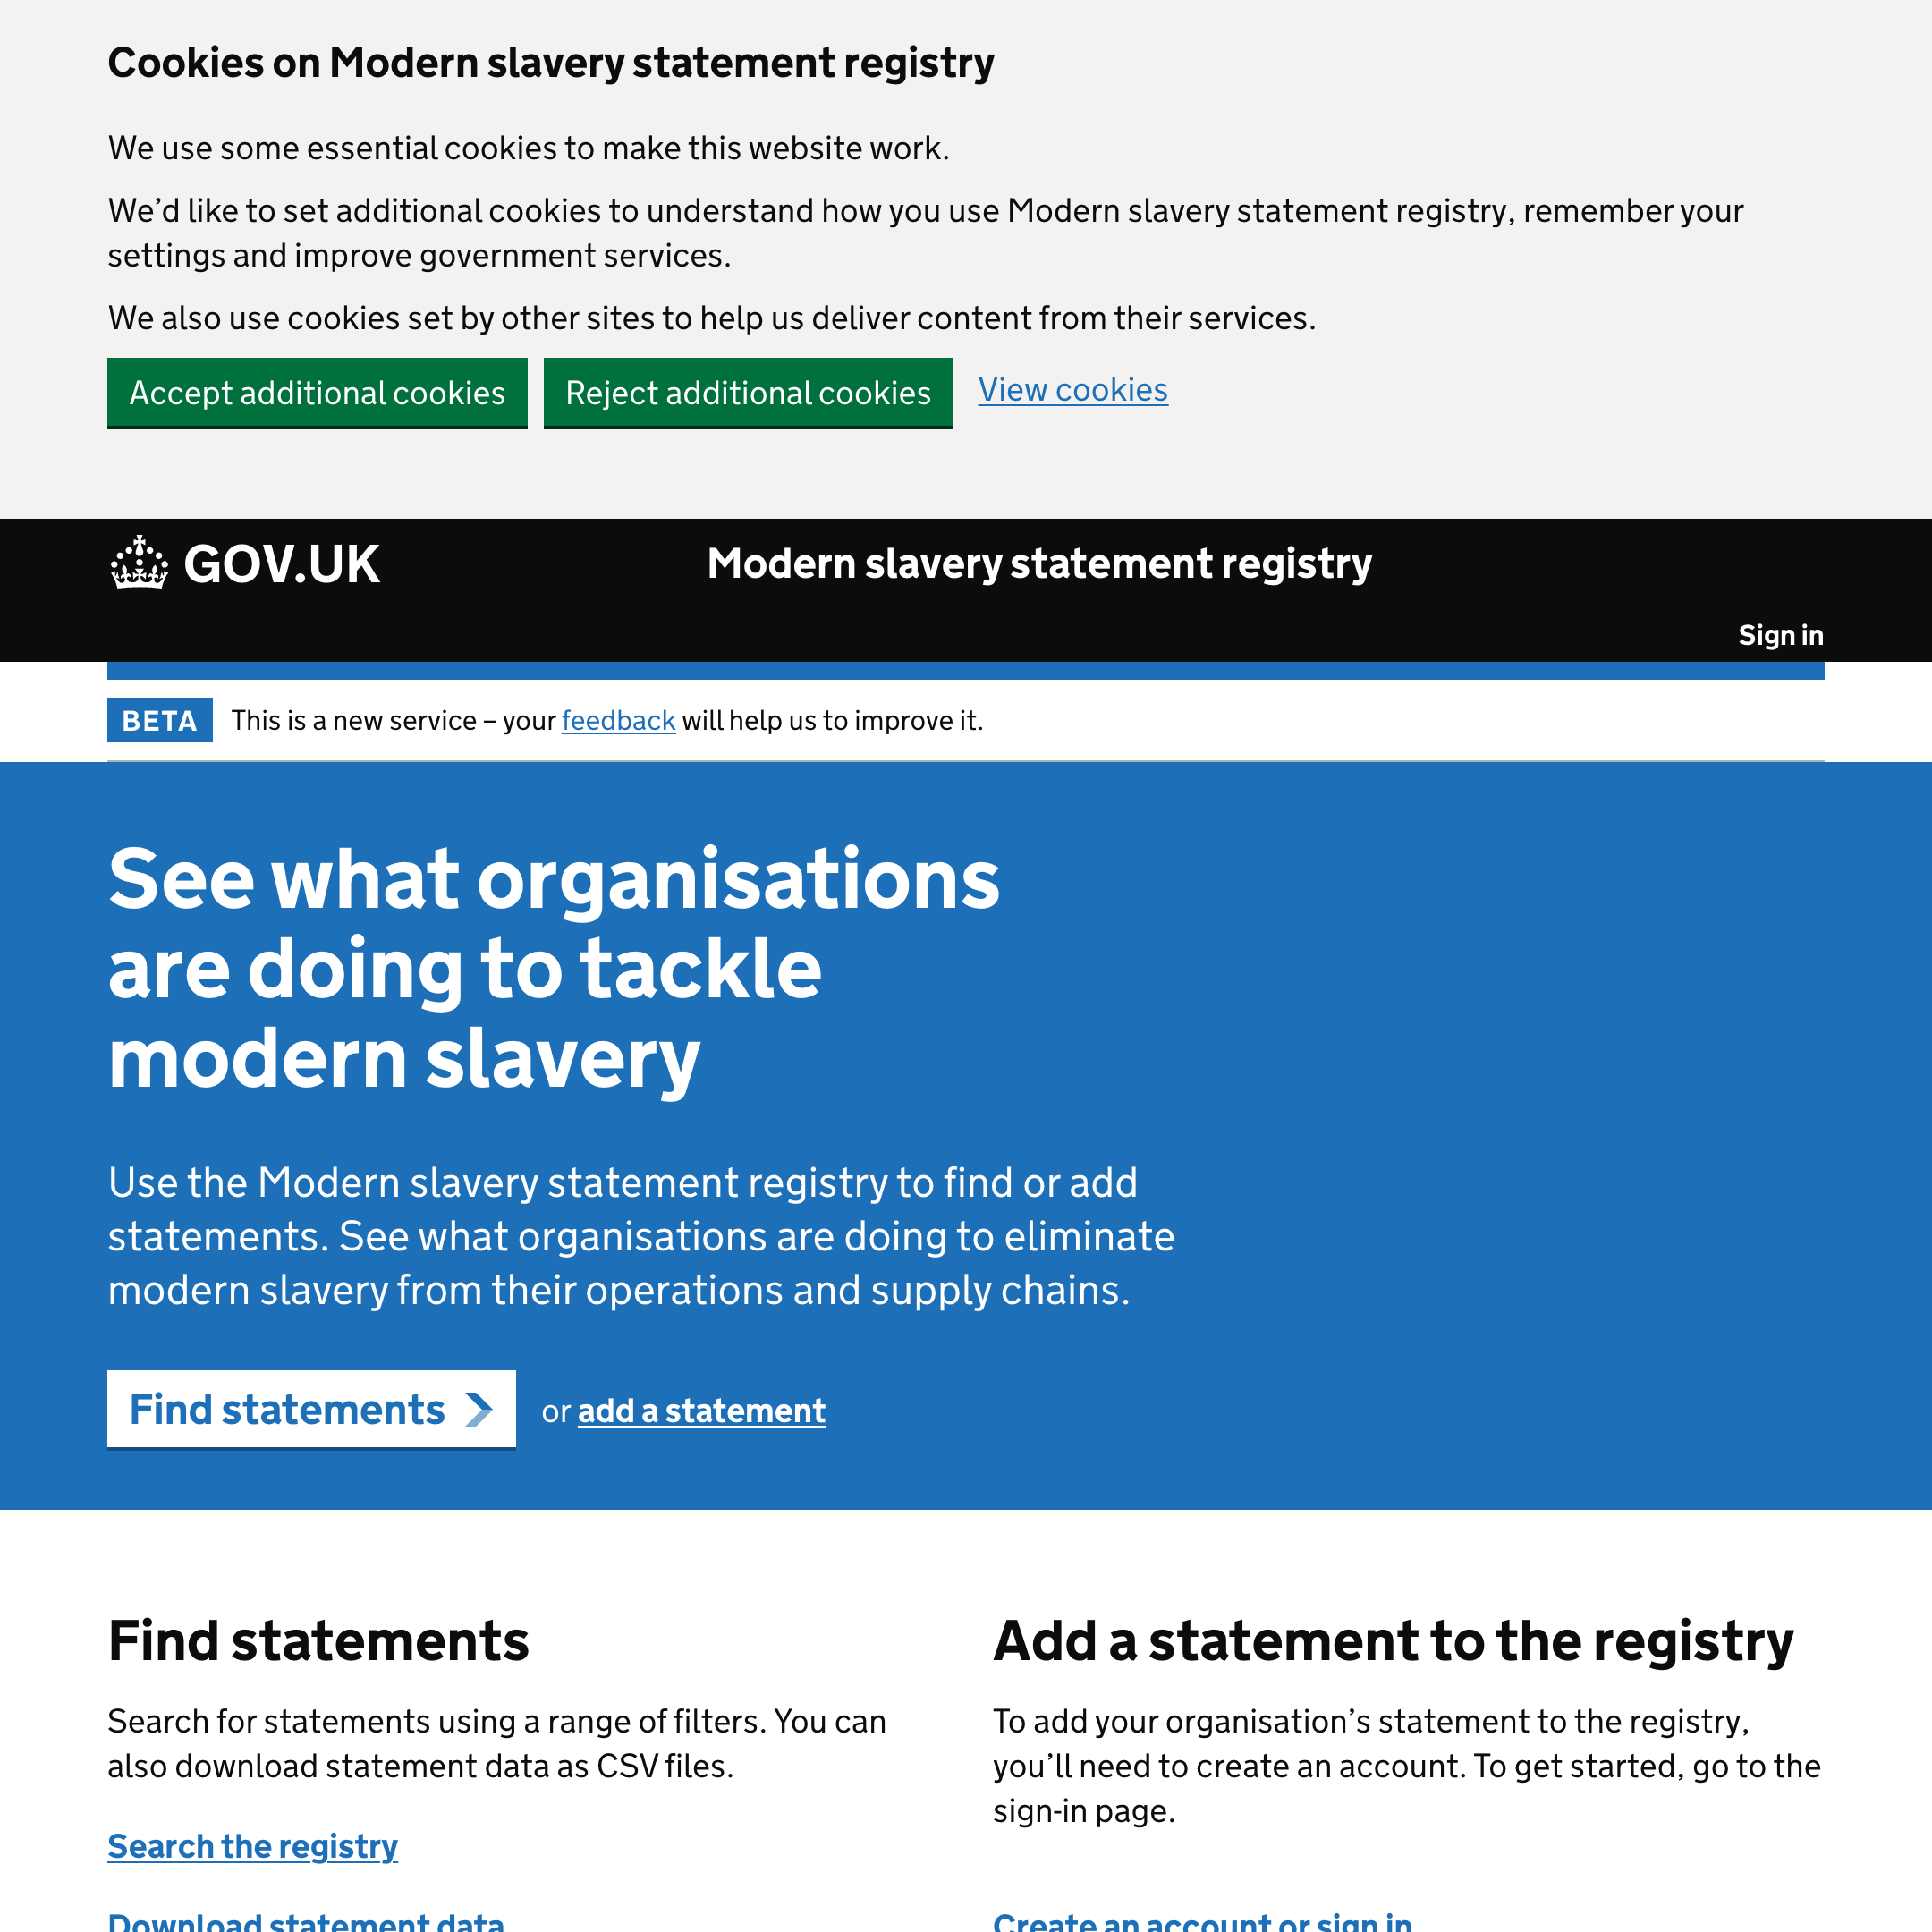 Cookies on Modern slavery statement registry
We use some essential cookies to make this website work.
We’d like to set additional cookies to understand how you use Modern slavery statement registry, remember your
settings and improve government services.
We also use cookies set by other sites to help us deliver content from their services.
Accept additional cookies Reject additional cookies View cookies
GOV.UK Modern slavery statement registry
Sign in
BETA This is a new service – your feedback will help us to improve it.
See what organisations
are doing to tackle
modern slavery
Use the Modern slavery statement registry to find or add
statements. See what organisations are doing to eliminate
modern slavery from their operations and supply chains.
Find statements or add a statement
Find statements
Search for statements using a range of filters. You can
also download statement data as CSV files.
Search the registry
Download statement data
Add a statement to the registry
To add your organisation’s statement to the registry,
you’ll need to create an account. To get started, go to the
sign-in page.
Create an account or sign in